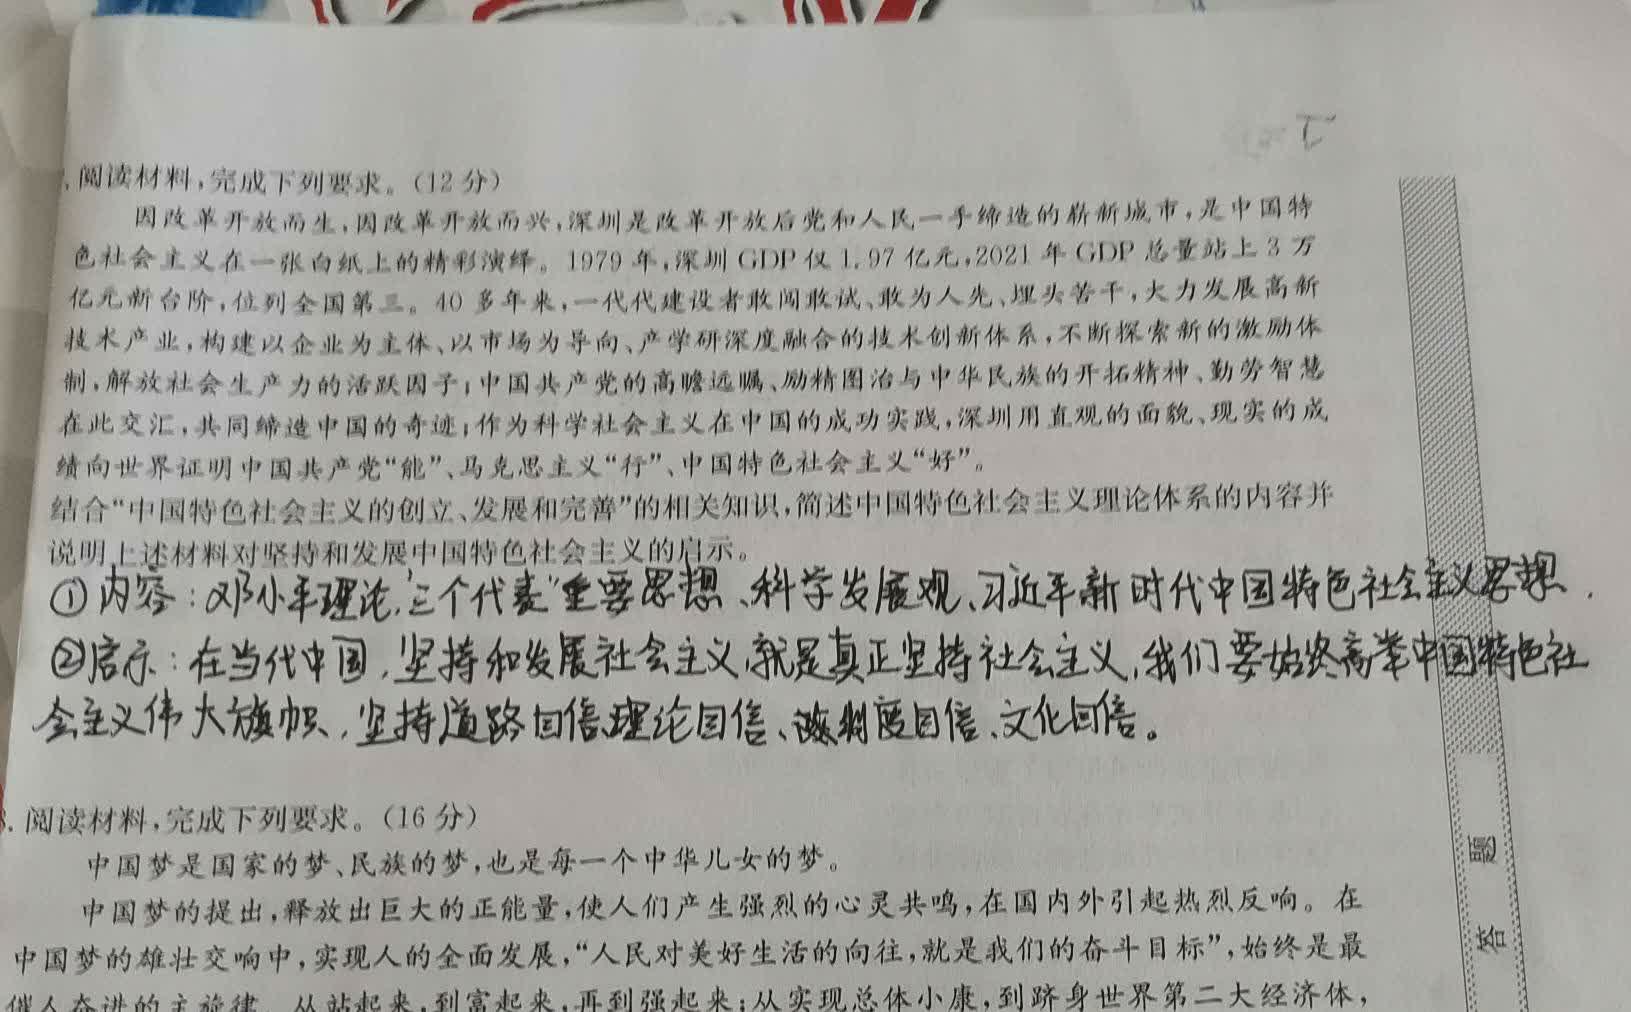 .阅读材料,完成下列要求。(12分)
因改革开放而生,因改革开放而兴,深圳是改革开放后党和人民一手缔造的崭新城市,是中国特
色社会主义在一张白纸上的精彩演绎。1979年,深圳GDP仅1.97亿元,2021年GDP总量站上3万
亿元新台阶,位列全国第三。40多年来,一代代建设者敢闯敢试、敢为人先、埋头苦干,大力发展高新
技术产业,构建以企业为主体、以市场为导向、产学研深度融合的技术创新体系,不断探索新的激励体
制,解放社会生产力的活跃因子;中国共产党的高瞻远瞩、励精图治与中华民族的开拓精神、勤劳智慧
在此交汇,共同缔造中国的奇迹;作为科学社会主义在中国的成功实践,深圳用直观的面貌、现实的成
绩向世界证明中国共产党“能”、马克思主义“行”、中国特色社会主义“好”。
结合“中国特色社会主义的创立、发展和完善”的相关知识,简述中国特色社会主义理论体系的内容并
说明上述材料对坚持和发展中国特色社会主义的启示。
①内容:邓小平理论,“三个代表”重要思想、科学发展观、习近平新时代中国特色社会主义思想.
②启示:在当代中国,坚持和发展社会主义,就是真正坚持社会主义,我们要始终高举中国特色社
会主义伟大旗帜,坚持道路自信、理论自信、制度自信、文化自信。
.阅读材料,完成下列要求。(16分)
中国梦是国家的梦、民族的梦,也是每一个中华儿女的梦。
中国梦的提出,释放出巨大的正能量,使人们产生强烈的心灵共鸣,在国内外引起热烈反响。在
中国梦的雄壮交响中,实现人的全面发展,“人民对美好生活的向往,就是我们的奋斗目标”,始终是最
催人奋进的主旋律。从站起来,到富起来,再到强起来;从实现总体小康,到跻身世界第二大经济体,
题
答